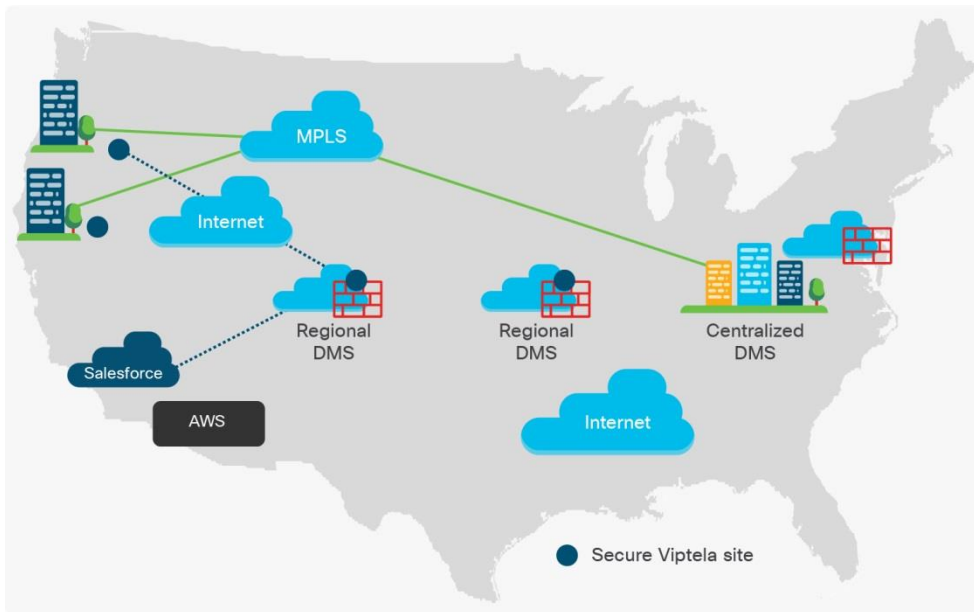 MPLS
Internet
Regional
DMS
Regional
DMS
Centralized
DMS
Salesforce
AWS
Internet
Secure Viptela site